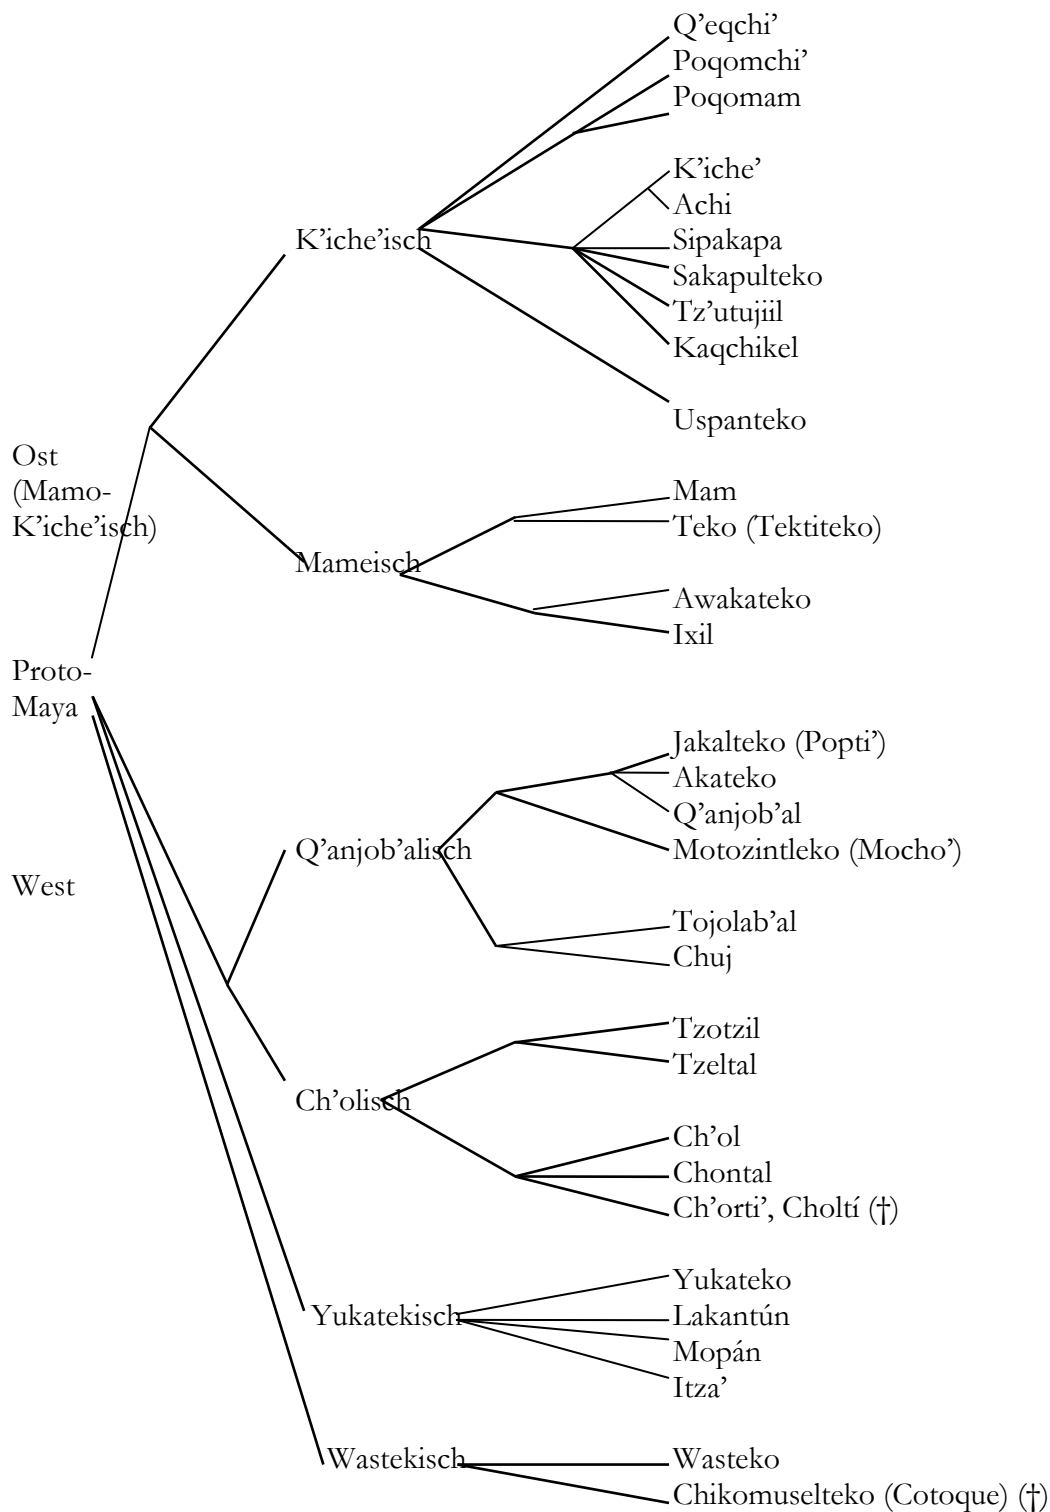 Q’eqchi’
Poqomchi’
Poqomam
K’iche’
Achi
K’iche’isch
Sipakapa
Sakapulteko
Tz’utujiil
Kaqchikel
Uspanteko
Ost
(Mamo-
K’iche’isch)
Mam
Teko (Tektiteko)
Mameisch
Awakateko
Ixil
Proto-
Maya
Jakalteko (Popti’)
Akateko
Q’anjob’al
Q’anjob’alisch
Motozintleko (Mocho’)
West
Tojolab’al
Chuj
Tzotzil
Tzeltal
Ch’olisch
Ch’ol
Chontal
Ch’orti’, Choltí (†)
Yukateko
Yukatekisch
Lakantún
Mopán
Itza’
Wastekisch
Wasteko
Chikomuselteko (Cotoque) (†)